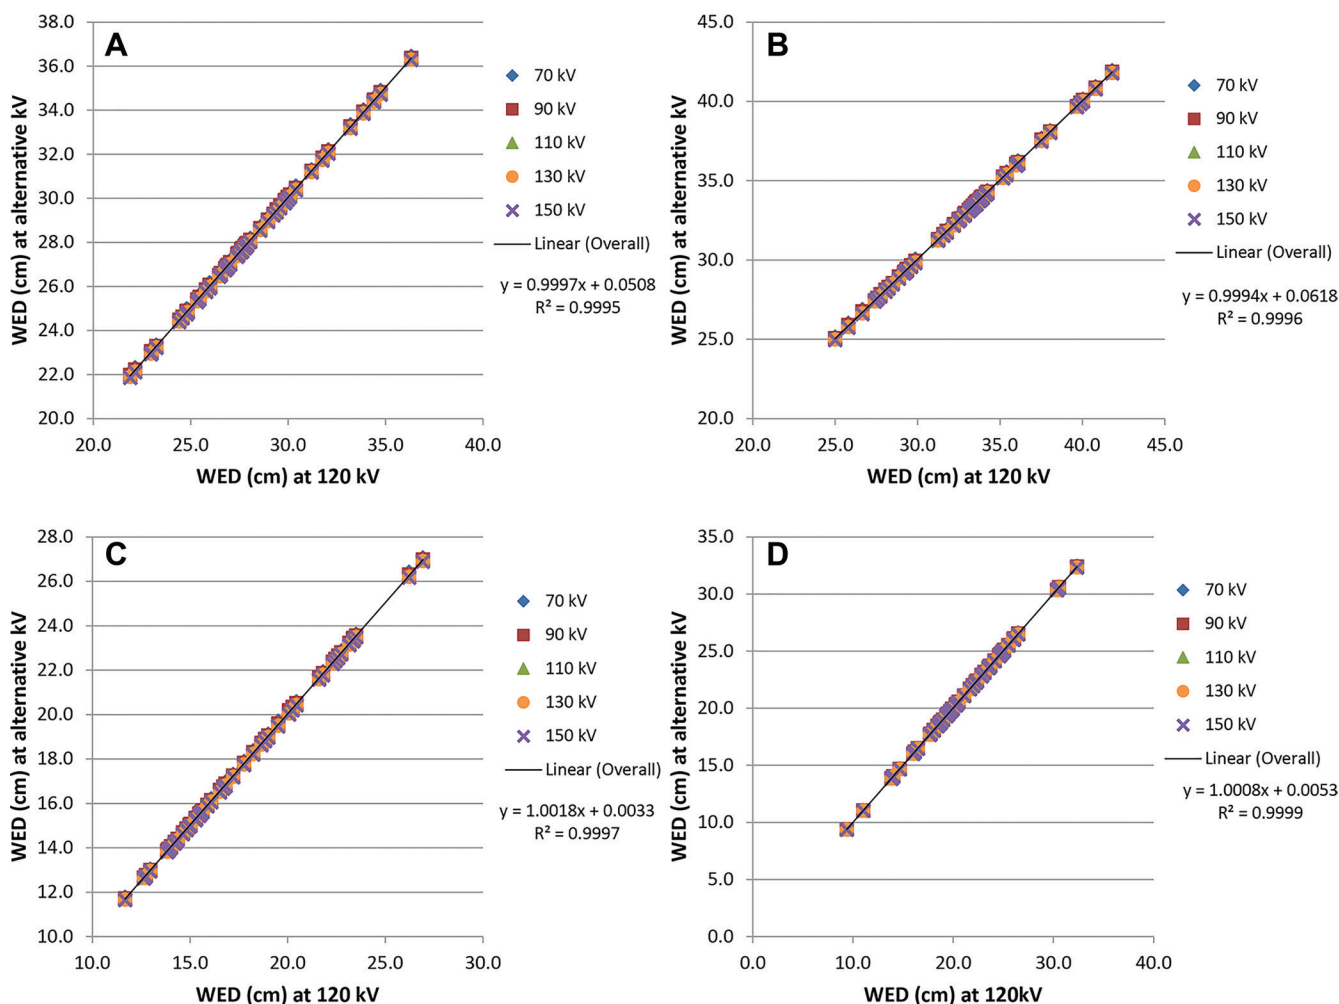 A
WED (cm) at alternative kV
38.0
36.0
34.0
32.0
30.0
28.0
26.0
24.0
22.0
20.0
20.0 25.0 30.0 35.0 40.0
WED (cm) at 120 kV
70 kV
90 kV
110 kV
130 kV
150 kV
Linear (Overall)
y = 0.9997x + 0.0508
R² = 0.9995
B
WED (cm) at alternative kV
45.0
40.0
35.0
30.0
25.0
20.0
20.0 25.0 30.0 35.0 40.0 45.0
WED (cm) at 120 kV
70 kV
90 kV
110 kV
130 kV
150 kV
Linear (Overall)
y = 0.9994x + 0.0618
R² = 0.9996
C
WED (cm) at alternative kV
28.0
26.0
24.0
22.0
20.0
18.0
16.0
14.0
12.0
10.0
10.0 15.0 20.0 25.0 30.0
WED (cm) at 120 kV
70 kV
90 kV
110 kV
130 kV
150 kV
Linear (Overall)
y = 1.0018x + 0.0033
R² = 0.9997
D
WED (cm) at alternative kV
35.0
30.0
25.0
20.0
15.0
10.0
5.0
0.0
0.0 10.0 20.0 30.0 40.0
WED (cm) at 120kV
70 kV
90 kV
110 kV
130 kV
150 kV
Linear (Overall)
y = 1.0008x + 0.0053
R² = 0.9999